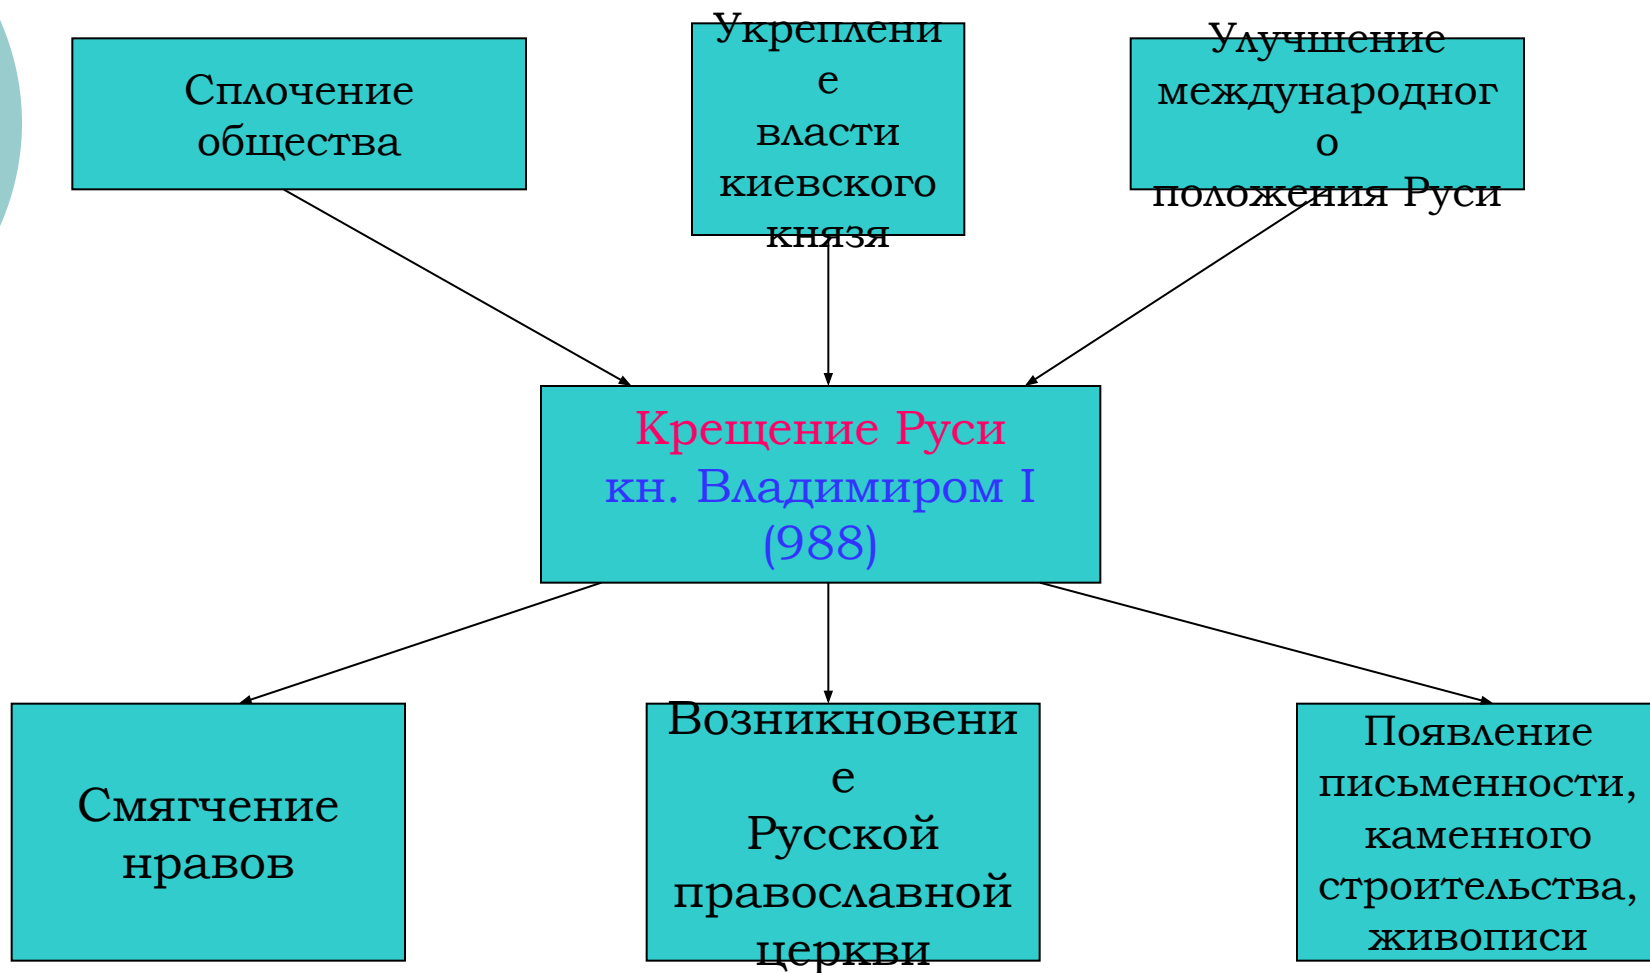 Сплочение
общества
Укреплени
е
власти
киевского
князя
Улучшение
международног
о
положения Руси
Крещение Руси
кн. Владимиром I
(988)
Смягчение
нравов
Возникновени
е
Русской
православной
церкви
Появление
письменности,
каменного
строительства,
живописи